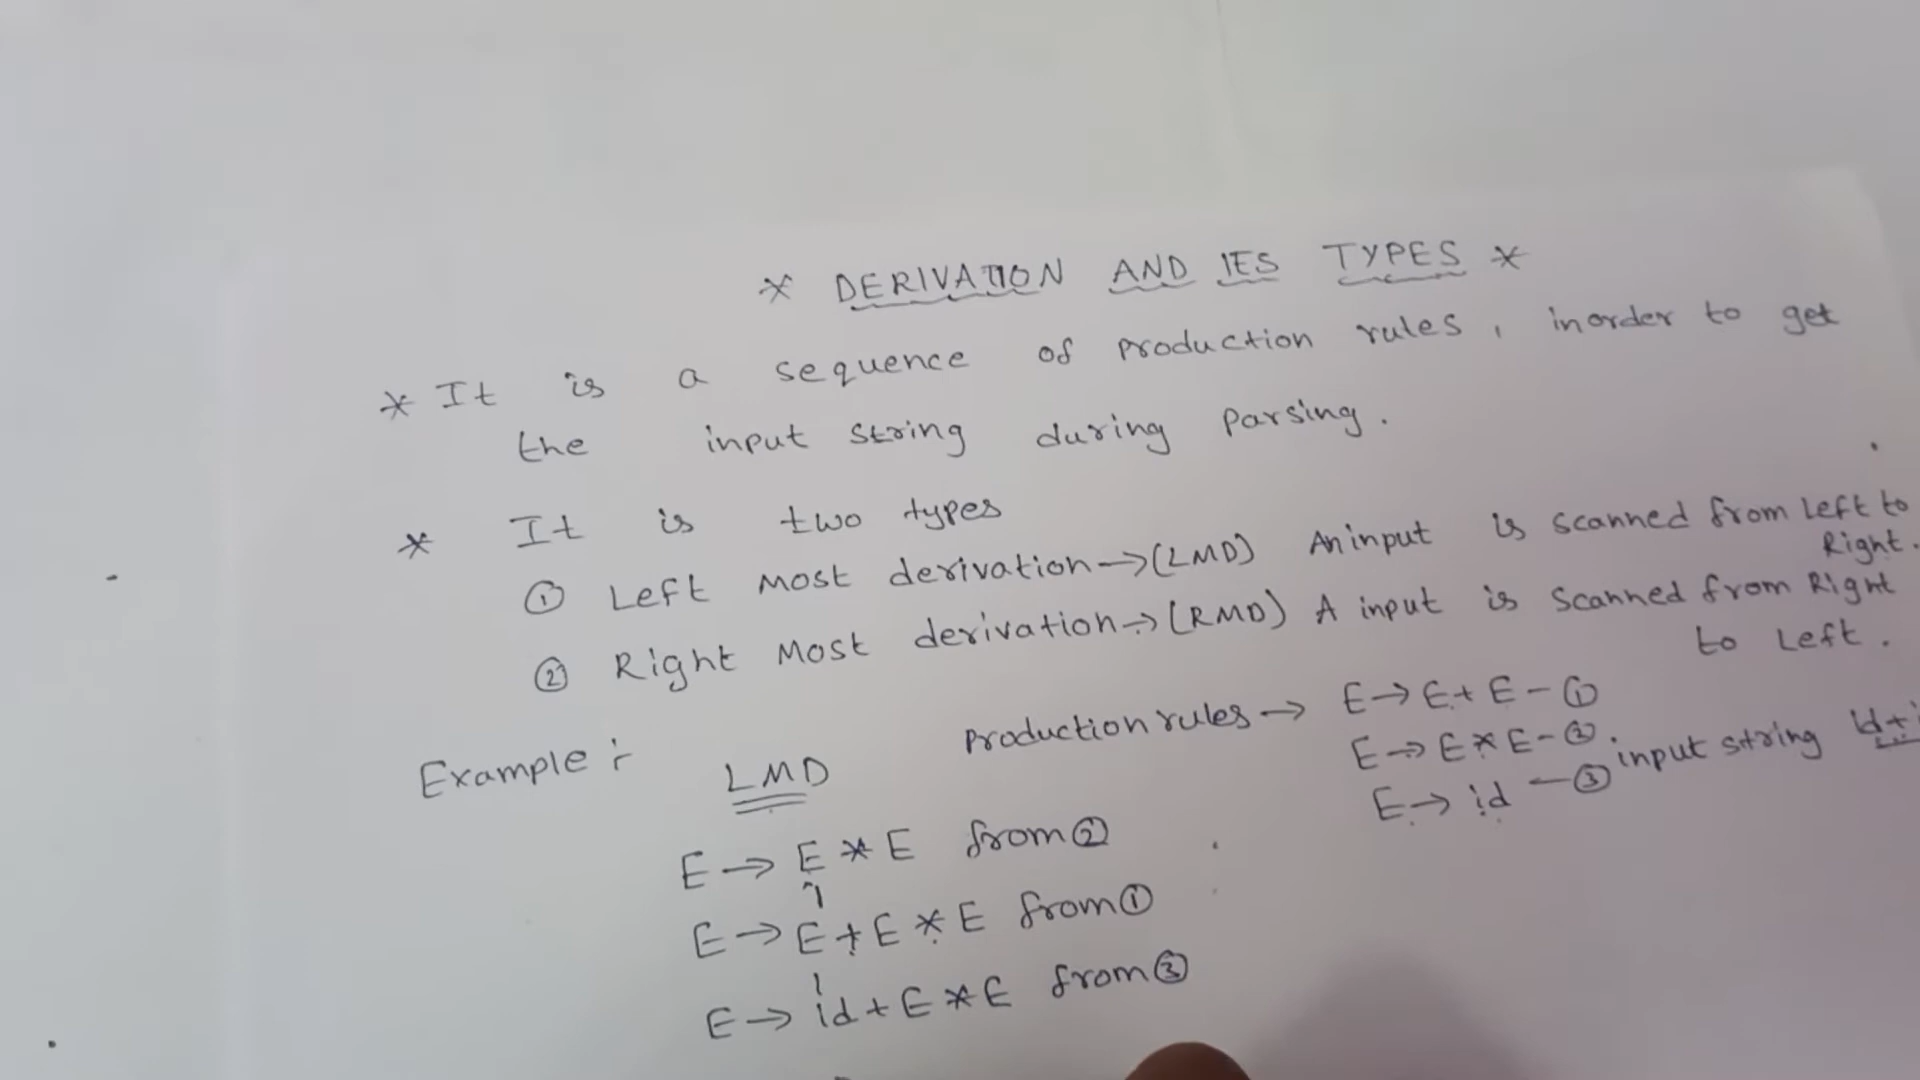 * DERIVATION AND ITS TYPES *
* It is a sequence of production rules, inorder to get
the input string during parsing.
* It is two types
① Left most derivation → (LMD) An input is scanned from left to
Right.
② Right most derivation → (RMD) A input is scanned from Right
to Left.
Example :- LMD Production rules → E → E + E - ①
E → E * E - ②.
E → id - ③ input string id +
E → E * E from ②
E → E + E * E from ①
E → id + E * E from ③